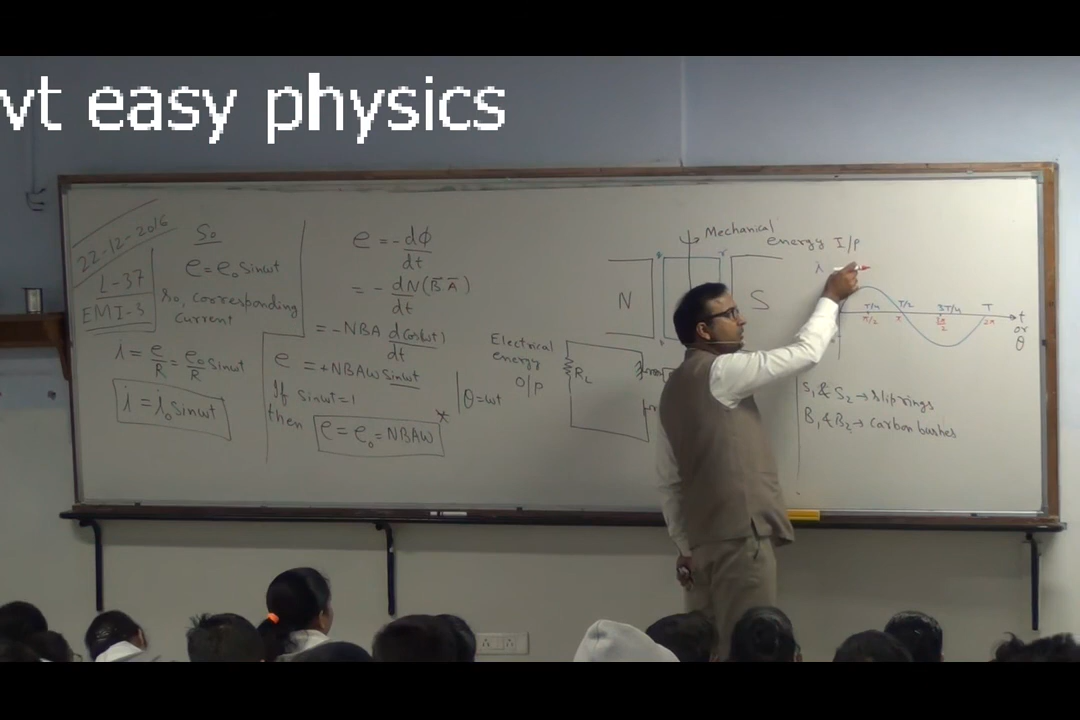 vt easy physics
22-12-2016
L-37
EMI-3
So
e = e₀ sinωt
so, corresponding
current
i = e/R = e₀/R sinωt
i = i₀ sinωt
e = -dϕ/dt
= - dN(B̄ Ā)/dt
= -NBA d(cosωt)/dt
e = +NBAω sinωt
If sinωt=1
then e = e₀ = NBAω *
θ=ωt
Electrical
energy
O/p
R_L
N
S
Mechanical
energy I/p
T/4 T/2 3T/4 T
π/2 π 3π/2 2π
t
or
θ
S₁ & S₂ → slip rings
B₁ & B₂ → carbon bushes